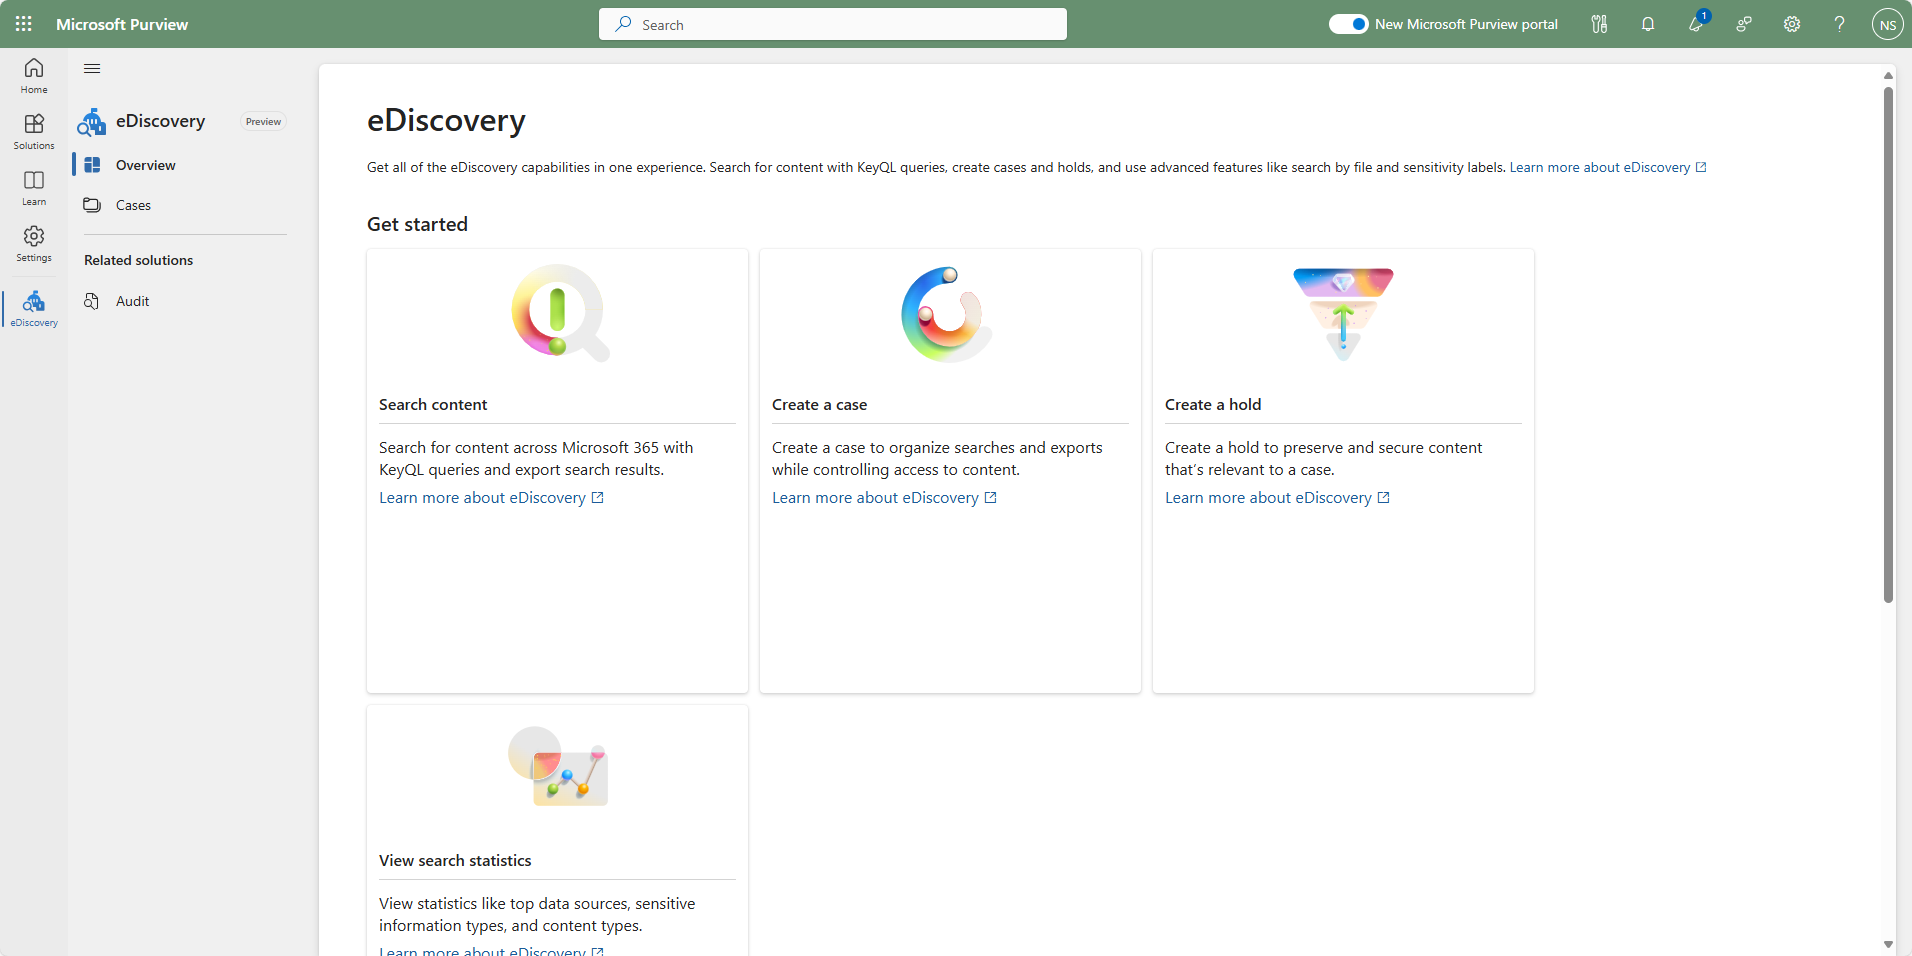 Microsoft Purview
Search
New Microsoft Purview portal
1
NS
Home
Solutions
Learn
Settings
eDiscovery
eDiscovery
Preview
Overview
Cases
Related solutions
Audit
eDiscovery
Get all of the eDiscovery capabilities in one experience. Search for content with KeyQL queries, create cases and holds, and use advanced features like search by file and sensitivity labels. Learn more about eDiscovery
Get started
Search content
Search for content across Microsoft 365 with
KeyQL queries and export search results.
Learn more about eDiscovery
Create a case
Create a case to organize searches and exports
while controlling access to content.
Learn more about eDiscovery
Create a hold
Create a hold to preserve and secure content
that's relevant to a case.
Learn more about eDiscovery
View search statistics
View statistics like top data sources, sensitive
information types, and content types.
Learn more about eDiscovery